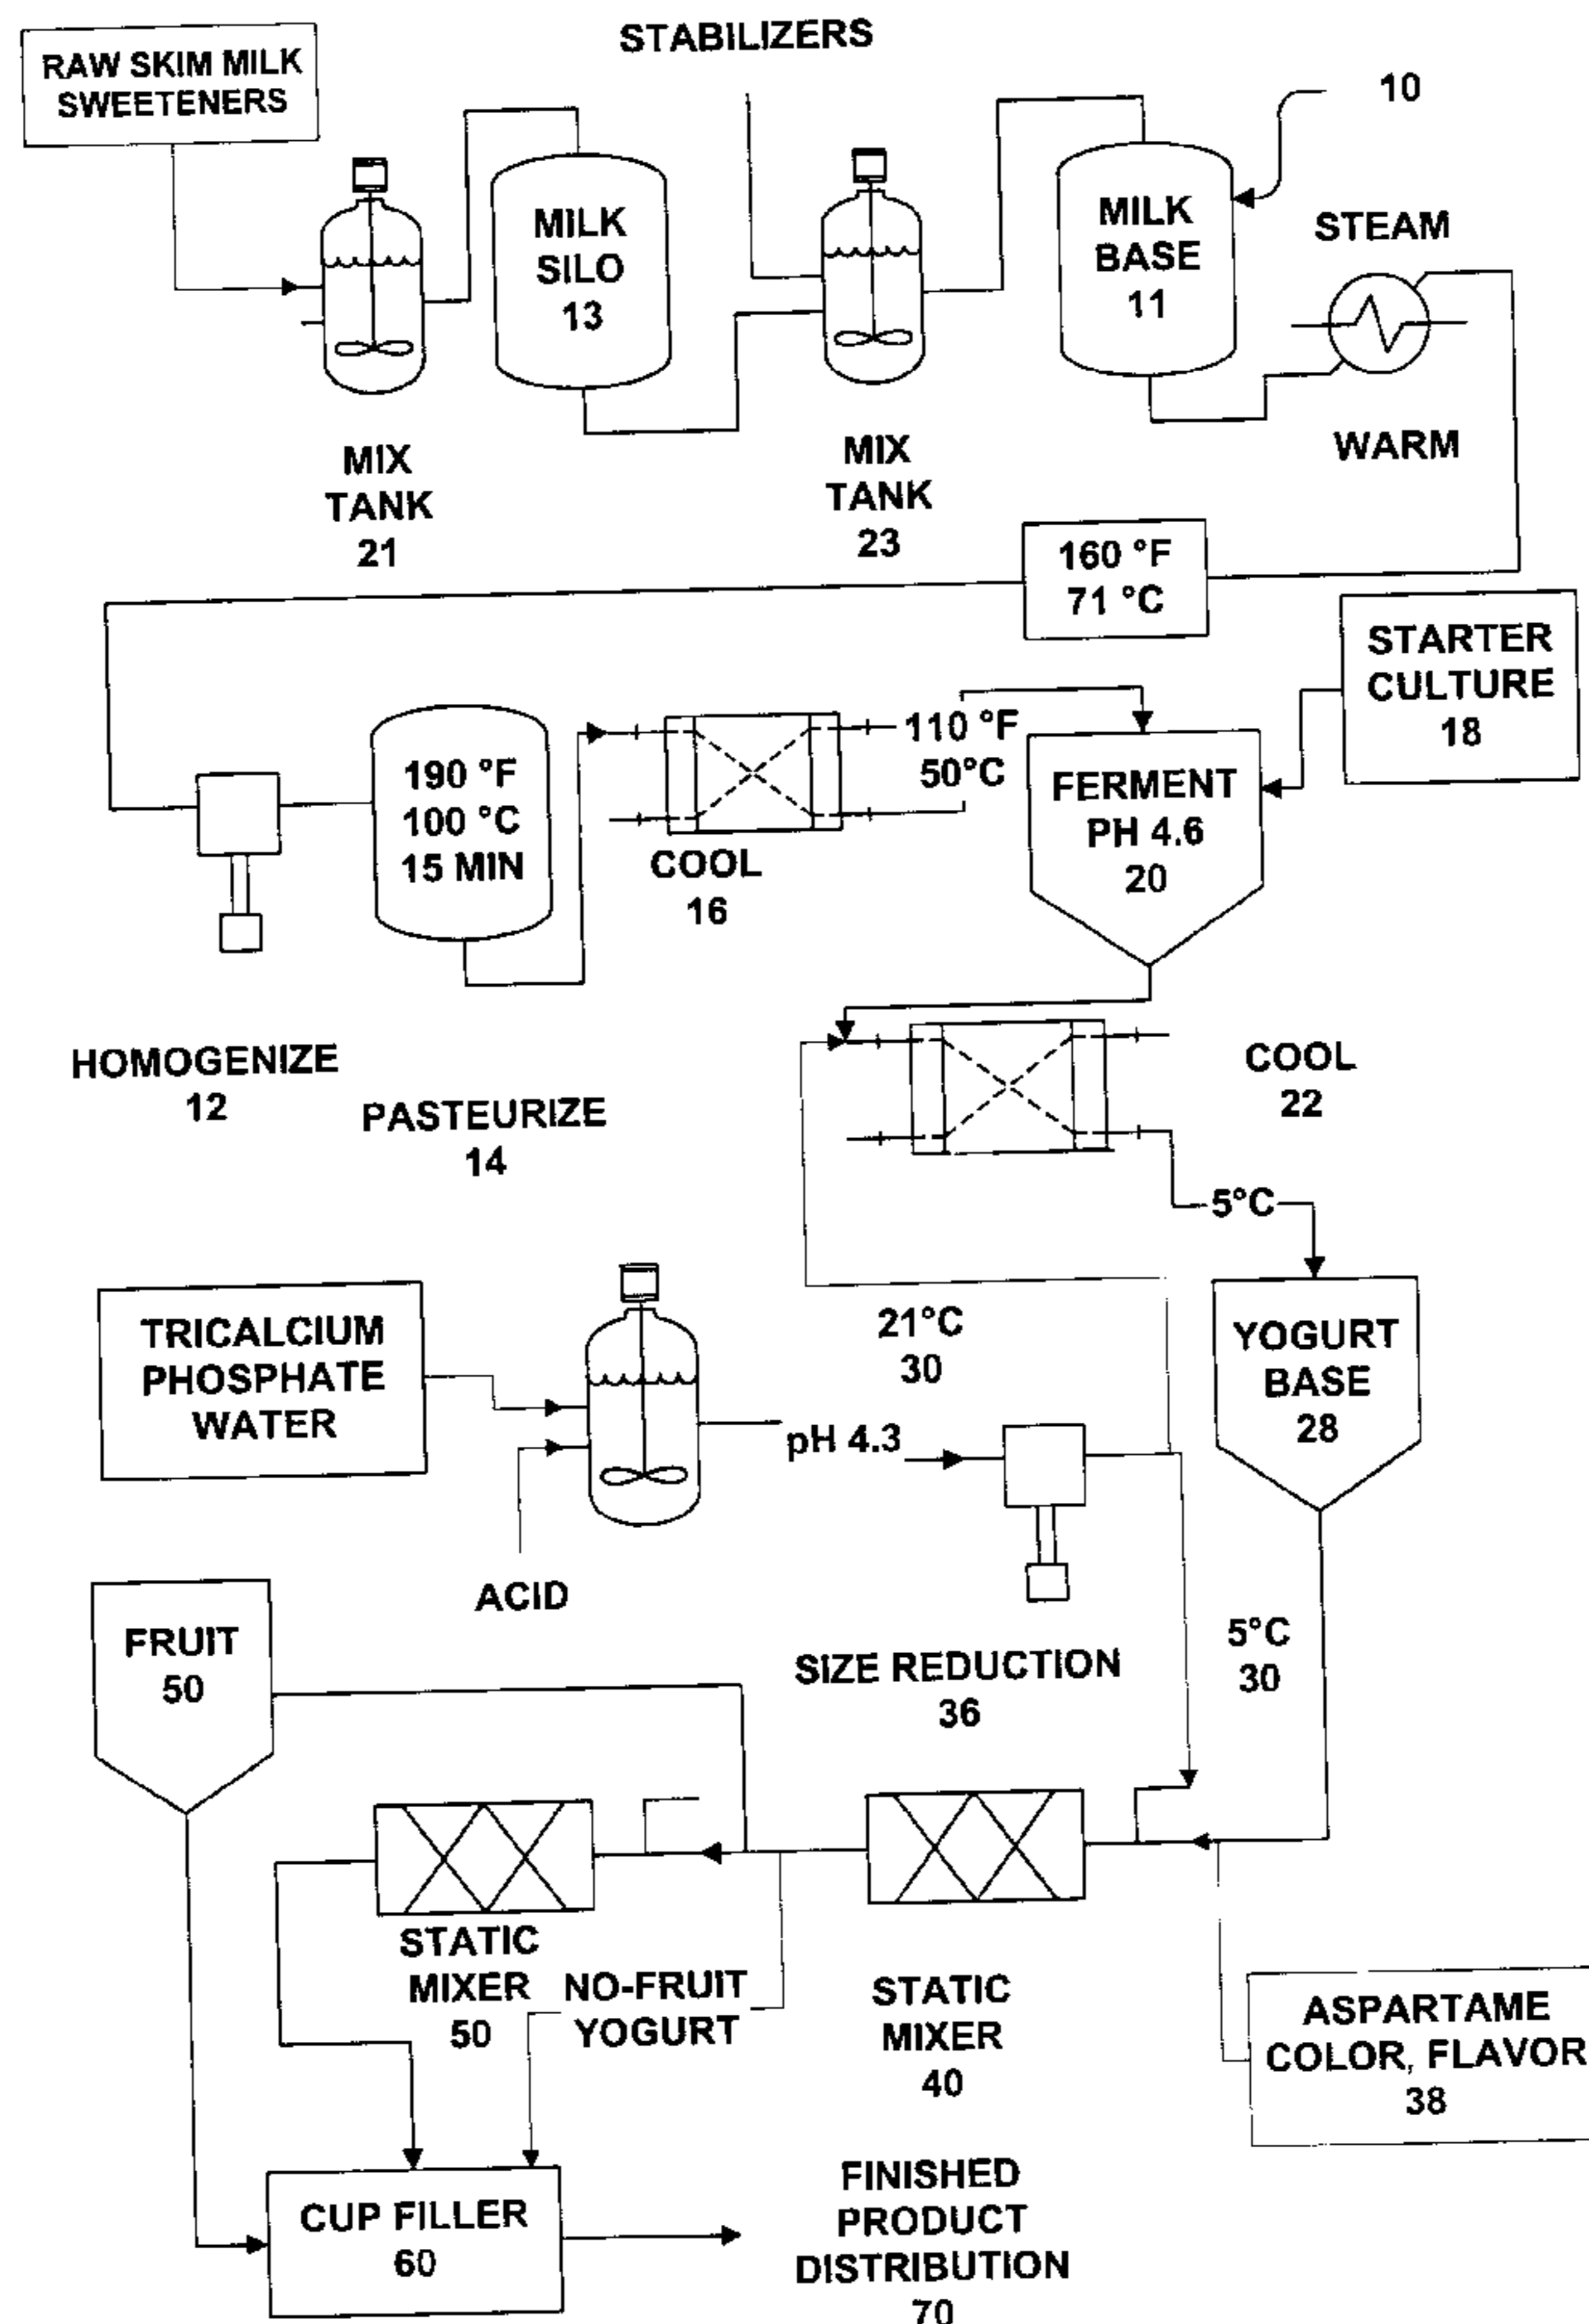 STABILIZERS
RAW SKIM MILK
SWEETENERS
10
MILK
SILO
13
MILK
BASE
11
STEAM
WARM
MIX
TANK
21
MIX
TANK
23
160 °F
71 °C
STARTER
CULTURE
18
190 °F
100 °C
15 MIN
110 °F
50°C
COOL
16
FERMENT
PH 4.6
20
HOMOGENIZE
12
PASTEURIZE
14
COOL
22
5°C
TRICALCIUM
PHOSPHATE
WATER
21°C
30
YOGURT
BASE
28
pH 4.3
ACID
FRUIT
50
SIZE REDUCTION
36
5°C
30
STATIC
MIXER
50
NO-FRUIT
YOGURT
STATIC
MIXER
40
ASPARTAME
COLOR, FLAVOR
38
CUP FILLER
60
FINISHED
PRODUCT
DISTRIBUTION
70